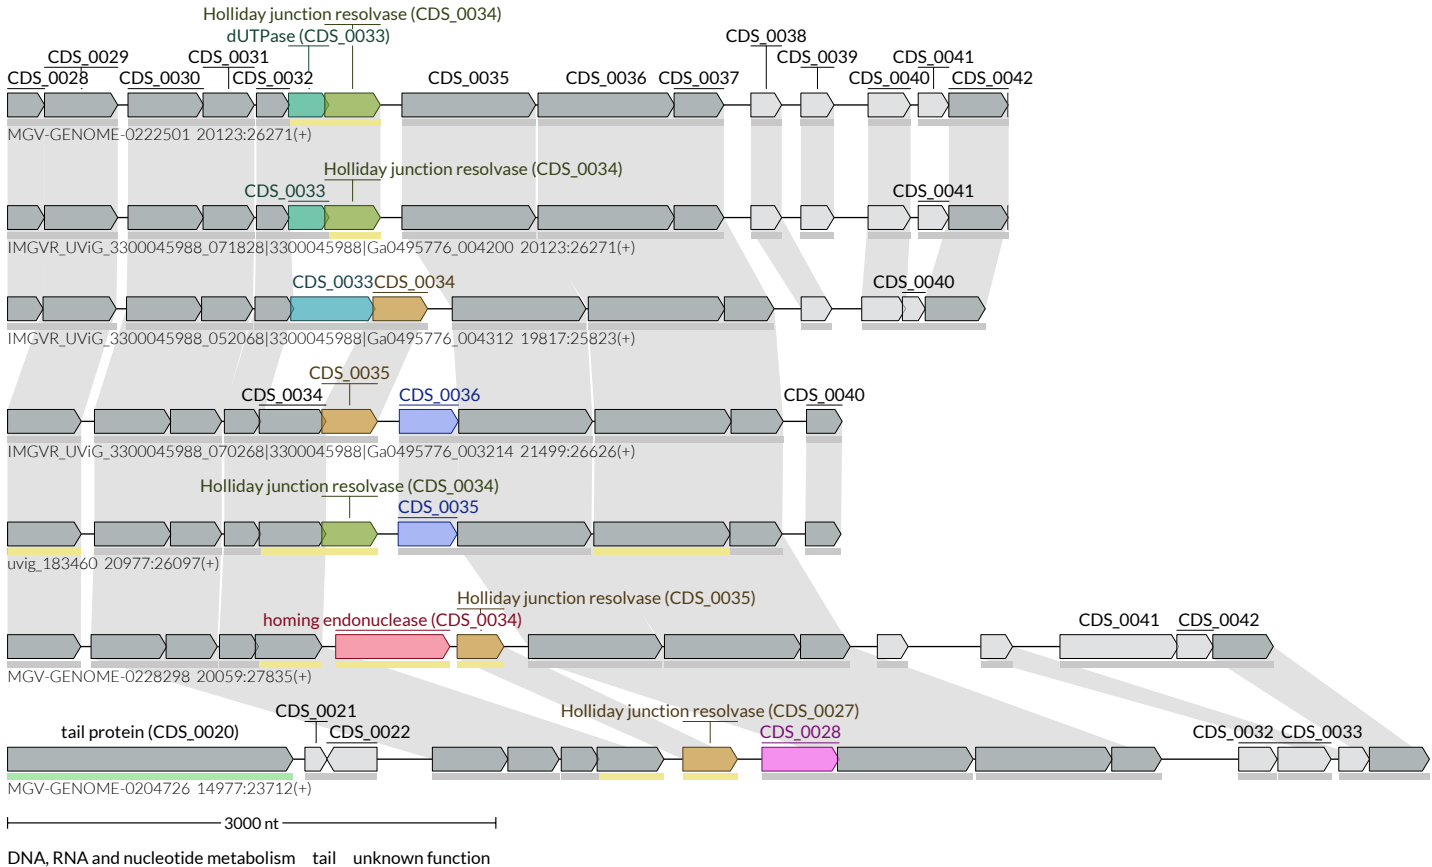 Holliday junction resolvase (CDS_0034)
dUTPase (CDS_0033)
CDS_0038
CDS_0029 CDS_0031 CDS_0039 CDS_0041
CDS_0028 CDS_0030 CDS_0032 CDS_0035 CDS_0036 CDS_0037 CDS_0040 CDS_0042
MGV-GENOME-0222501 20123:26271(+)
Holliday junction resolvase (CDS_0034)
CDS_0033 CDS_0041
IMGVR_UViG_3300045988_071828|3300045988|Ga0495776_004200 20123:26271(+)
CDS_0033 CDS_0034 CDS_0040
IMGVR_UViG_3300045988_052068|3300045988|Ga0495776_004312 19817:25823(+)
CDS_0035
CDS_0034 CDS_0036 CDS_0040
IMGVR_UViG_3300045988_070268|3300045988|Ga0495776_003214 21499:26626(+)
Holliday junction resolvase (CDS_0034)
CDS_0035
uvig_183460 20977:26097(+)
Holliday junction resolvase (CDS_0035)
homing endonuclease (CDS_0034) CDS_0041 CDS_0042
MGV-GENOME-0228298 20059:27835(+)
CDS_0021 Holliday junction resolvase (CDS_0027)
tail protein (CDS_0020) CDS_0022 CDS_0028 CDS_0032 CDS_0033
MGV-GENOME-0204726 14977:23712(+)
3000 nt
DNA, RNA and nucleotide metabolism tail unknown function